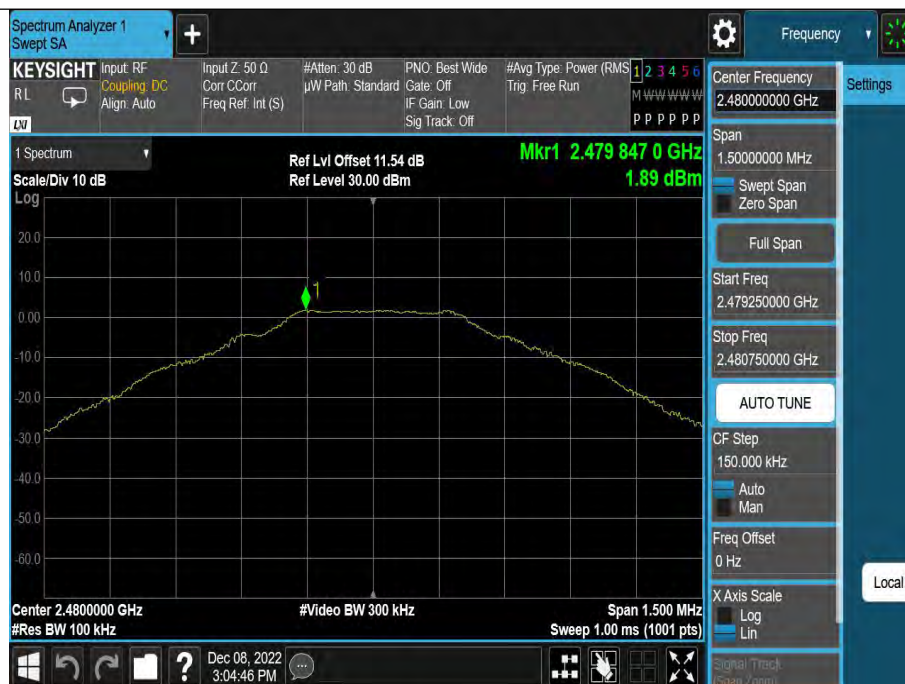 Spectrum Analyzer 1
Swept SA
+
Frequency
KEYSIGHT
RL
LXI
Input: RF
Coupling: DC
Align: Auto
Input Z: 50 Ω
Corr CCorr
Freq Ref: Int (S)
#Atten: 30 dB
µW Path: Standard
PNO: Best Wide
Gate: Off
IF Gain: Low
Sig Track: Off
#Avg Type: Power (RMS
Trig: Free Run
1 2 3 4 5 6
M W W W W W
P P P P P P
Center Frequency
2.480000000 GHz
Settings
Span
1.50000000 MHz
Swept Span
Zero Span
Full Span
Start Freq
2.479250000 GHz
Stop Freq
2.480750000 GHz
AUTO TUNE
CF Step
150.000 kHz
Auto
Man
Freq Offset
0 Hz
X Axis Scale
Log
Lin
Signal Track
(Span Zoom)
Local
1 Spectrum
Scale/Div 10 dB
Log
Ref Lvl Offset 11.54 dB
Ref Level 30.00 dBm
Mkr1 2.479 847 0 GHz
1.89 dBm
20.0
10.0
0.00
-10.0
-20.0
-30.0
-40.0
-50.0
-60.0
1
Center 2.4800000 GHz
#Res BW 100 kHz
#Video BW 300 kHz
Span 1.500 MHz
Sweep 1.00 ms (1001 pts)
?
Dec 08, 2022
3:04:46 PM